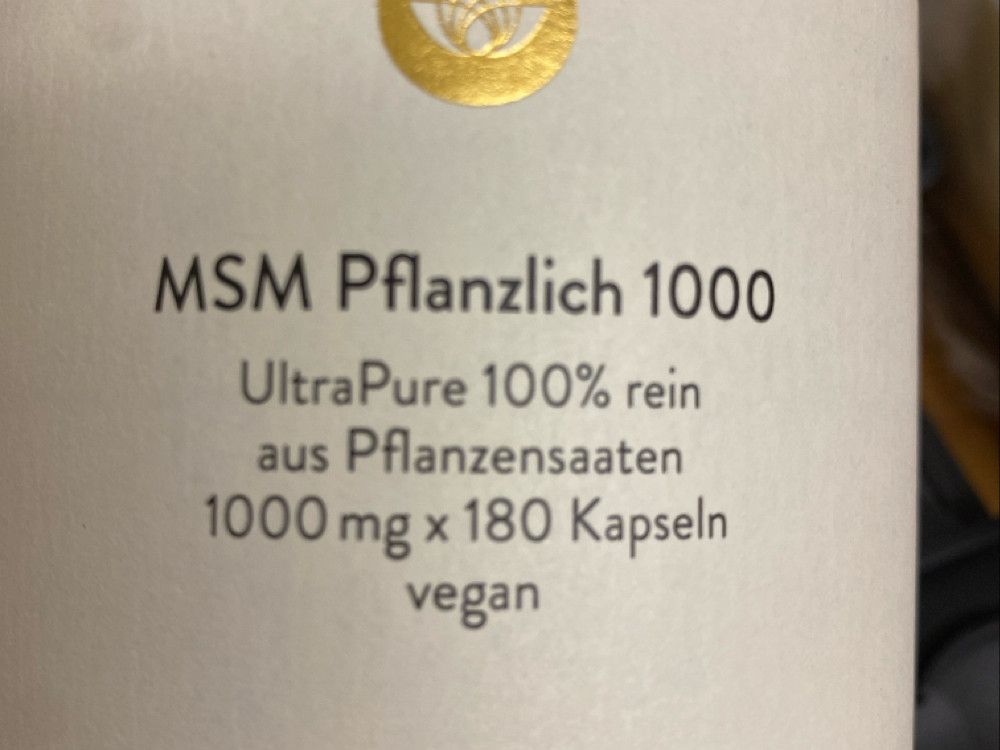 MSM Pflanzlich 1000
UltraPure 100% rein
aus Pflanzensaaten
1000 mg x 180 Kapseln
vegan